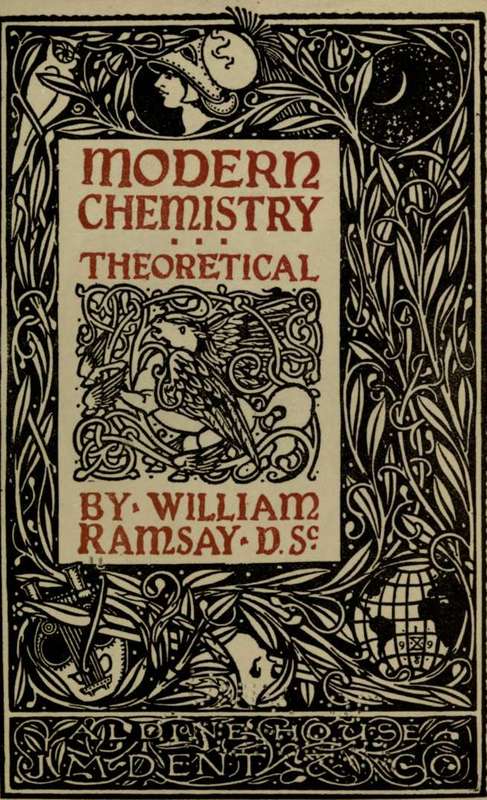 MODERN
CHEMISTRY
THEORETICAL
BY · WILLIAM
RAMSAY · D. Sc
ALDINE HOUSE
J.M. DENT & CO